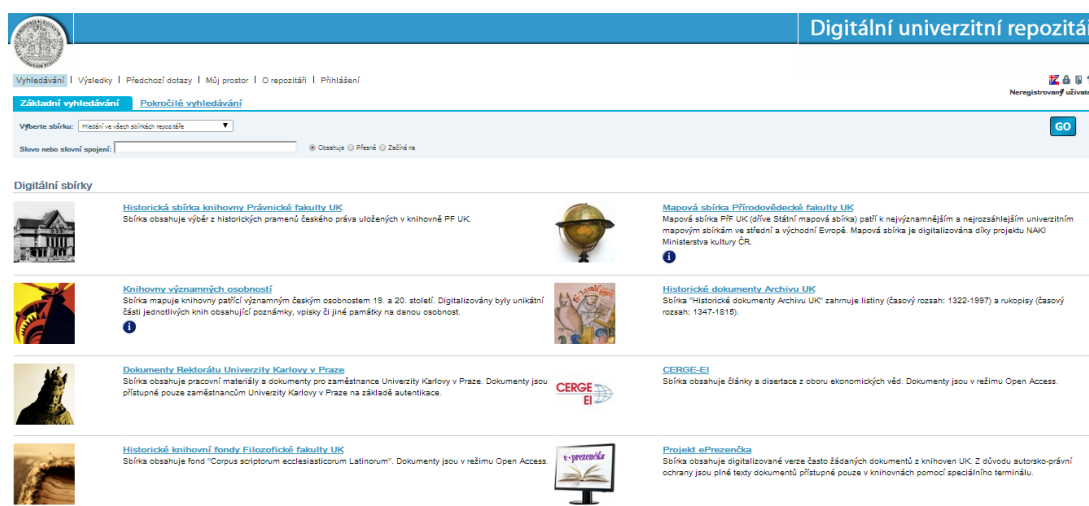 Digitální univerzitní repozitá
Vyhledávání | Výsledky | Předchozí dotazy | Můj prostor | O repozitáři | Přihlášení
Neregistrovaný uživate
Základní vyhledávání Pokročilé vyhledávání
Vyberte sbírku: Hledání ve všech sbírkách repozitáře GO
Slovo nebo slovní spojení: Obsahuje Přesně Začíná na
Digitální sbírky
Historická sbírka knihovny Právnické fakulty UK
Sbírka obsahuje výběr z historických pramenů českého práva uložených v knihovně PF UK.
Mapová sbírka Přírodovědecké fakulty UK
Mapová sbírka PřF UK (dříve Státní mapová sbírka) patří k nejvýznamnějším a nejrozsáhlejším univerzitním
mapovým sbírkám ve střední a východní Evropě. Mapová sbírka je digitalizována díky projektu NAKI
Ministerstva kultury ČR.
Knihovny významných osobností
Sbírka mapuje knihovny patřící významným českým osobnostem 19. a 20. století. Digitalizovány byly unikátní
části jednotlivých knih obsahující poznámky, vpisky či jiné památky na danou osobnost.
Historické dokumenty Archivu UK
Sbírka "Historické dokumenty Archivu UK" zahrnuje listiny (časový rozsah: 1322-1997) a rukopisy (časový
rozsah: 1347-1815).
Dokumenty Rektorátu Univerzity Karlovy v Praze
Sbírka obsahuje pracovní materiály a dokumenty pro zaměstnance Univerzity Karlovy v Praze. Dokumenty jsou
přístupné pouze zaměstnancům Univerzity Karlovy v Praze na základě autentikace.
CERGE
EI
CERGE-EI
Sbírka obsahuje články a disertace z oboru ekonomických věd. Dokumenty jsou v režimu Open Access.
Historické knihovní fondy Filozofické fakulty UK
Sbírka obsahuje fond "Corpus scriptorum ecclesiasticorum Latinorum". Dokumenty jsou v režimu Open Access.
e-prezenčka
Projekt ePrezenčka
Sbírka obsahuje digitalizované verze často žádaných dokumentů z knihoven UK. Z důvodu autorsko-právní
ochrany jsou plné texty dokumentů přístupné pouze v knihovnách pomocí speciálního terminálu.